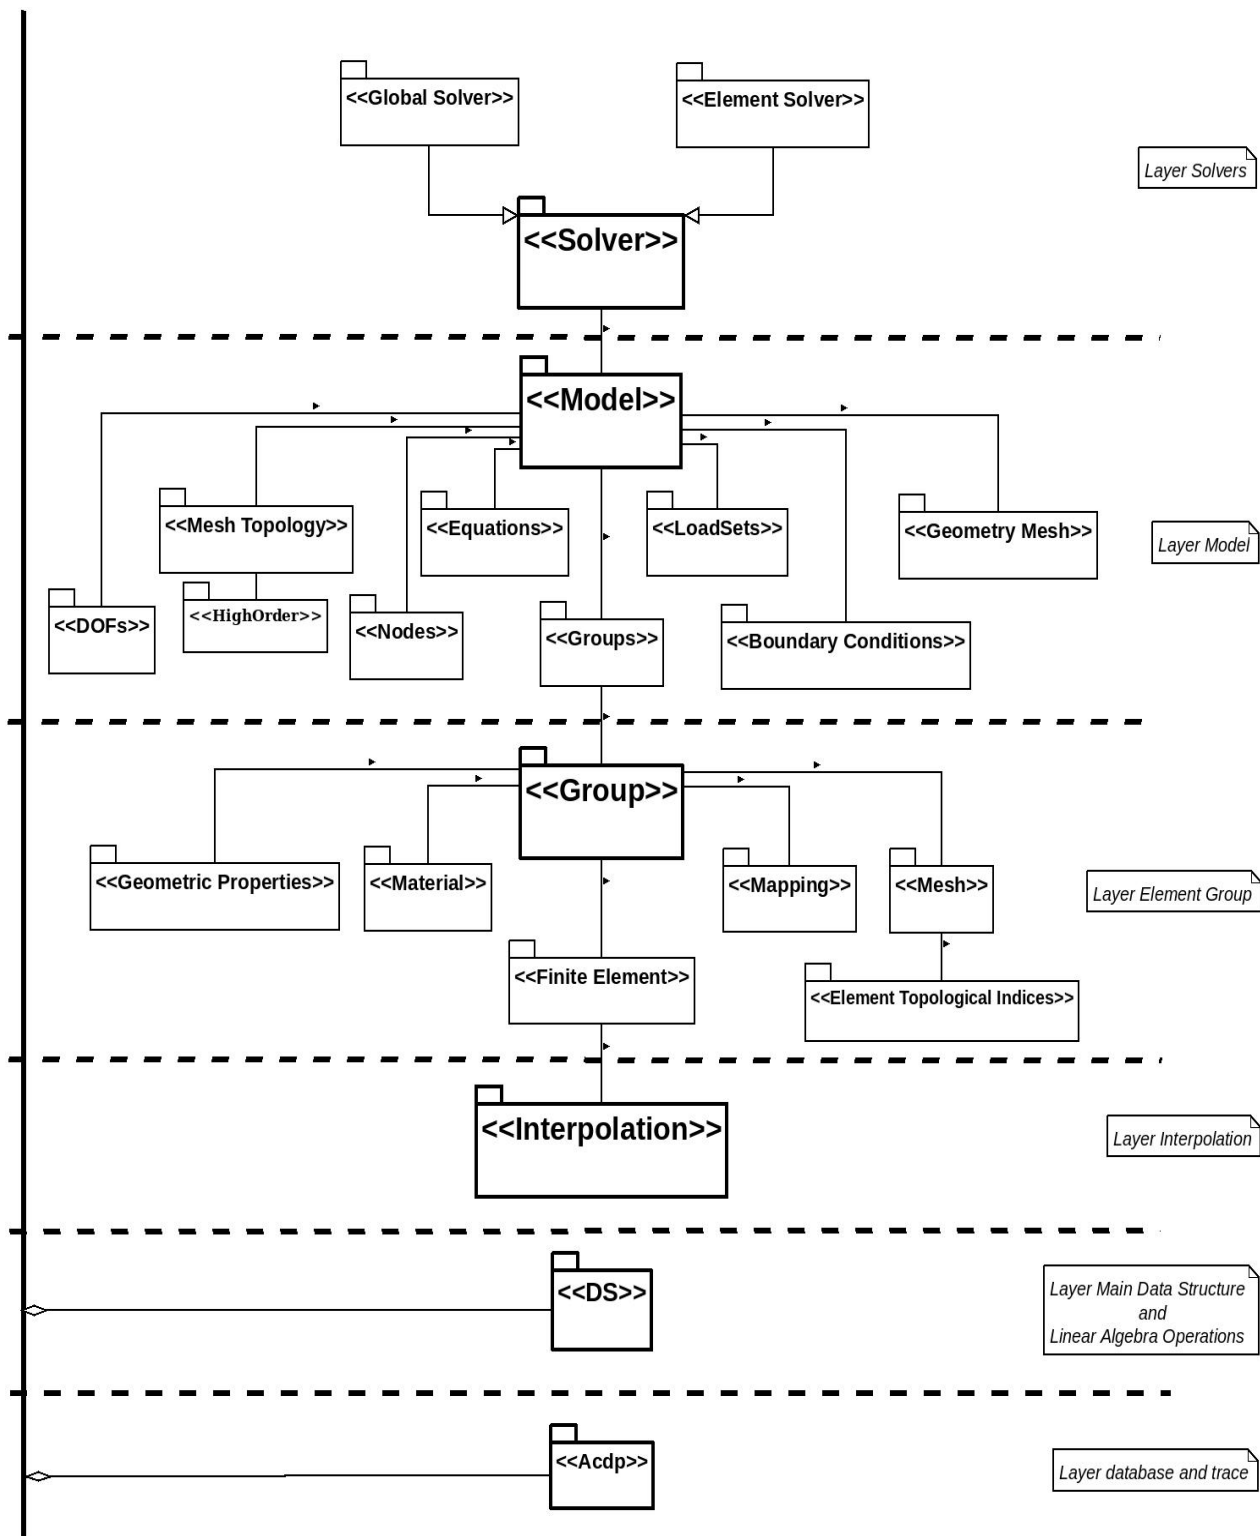 <<Global Solver>>
<<Element Solver>>
Layer Solvers
<<Solver>>
<<Model>>
<<Mesh Topology>>
<<Equations>>
<<LoadSets>>
<<Geometry Mesh>>
Layer Model
<<HighOrder>>
<<DOFs>>
<<Nodes>>
<<Groups>>
<<Boundary Conditions>>
<<Group>>
<<Geometric Properties>>
<<Material>>
<<Mapping>>
<<Mesh>>
Layer Element Group
<<Finite Element>>
<<Element Topological Indices>>
<<Interpolation>>
Layer Interpolation
<<DS>>
Layer Main Data Structure
and
Linear Algebra Operations
<<Acdp>>
Layer database and trace